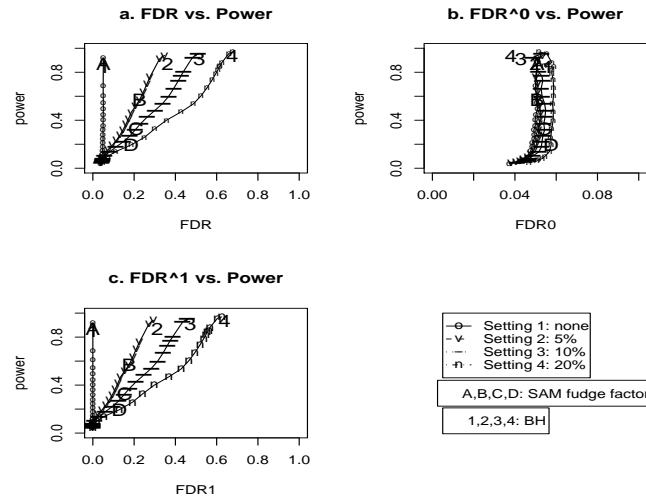 a. FDR vs. Power
power
0.0 0.4 0.8
A B C D 2 3 4
0.0 0.2 0.4 0.6 0.8 1.0
FDR
b. FDR^0 vs. Power
power
0.0 0.4 0.8
4 3 A B D
0.00 0.04 0.08
FDR0
c. FDR^1 vs. Power
power
0.0 0.4 0.8
A B C D 2 3 4
0.0 0.2 0.4 0.6 0.8 1.0
FDR1
Setting 1: none
Setting 2: 5%
Setting 3: 10%
Setting 4: 20%
A,B,C,D: SAM fudge factor
1,2,3,4: BH